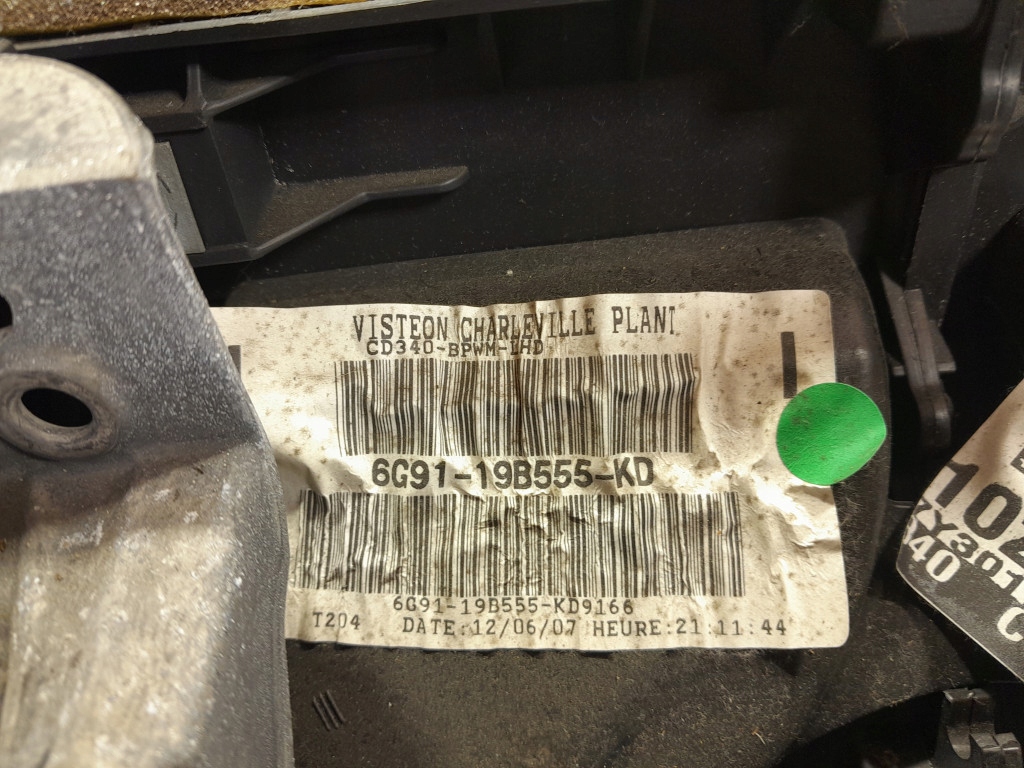 VISTEON CHARLEVILLE PLANT
CD340-BPWM-LHD
6G91-19B555-KD
6G91-19B555-KD9166
T204 DATE:12/06/07 HEURE:21:11:44
340